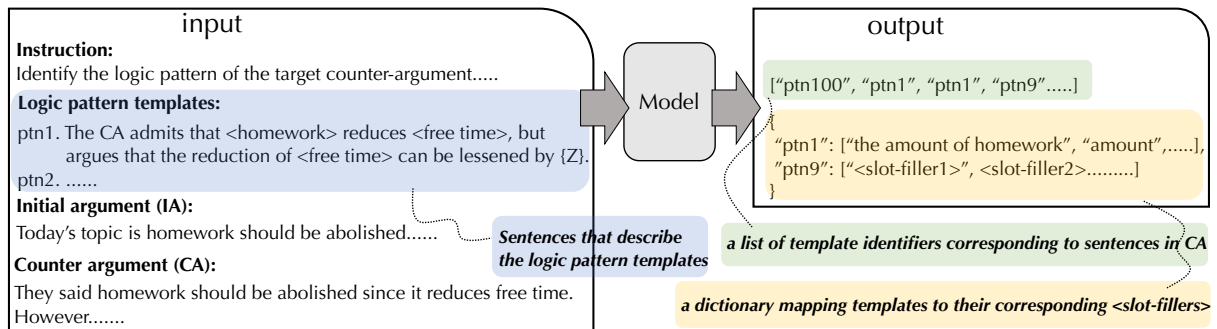 input
Instruction:
Identify the logic pattern of the target counter-argument.....
Logic pattern templates:
ptn1. The CA admits that <homework> reduces <free time>, but
argues that the reduction of <free time> can be lessened by {Z}.
ptn2. ......
Initial argument (IA):
Today's topic is homework should be abolished......
Counter argument (CA):
They said homework should be abolished since it reduces free time.
However.......
Sentences that describe
the logic pattern templates
Model
output
[“ptn100”, “ptn1”, “ptn1”, “ptn9”.....]
{
“ptn1”: [“the amount of homework”, “amount”,.....],
”ptn9”: [“<slot-filler1>”, <slot-filler2>.........]
}
a list of template identifiers corresponding to sentences in CA
a dictionary mapping templates to their corresponding <slot-fillers>